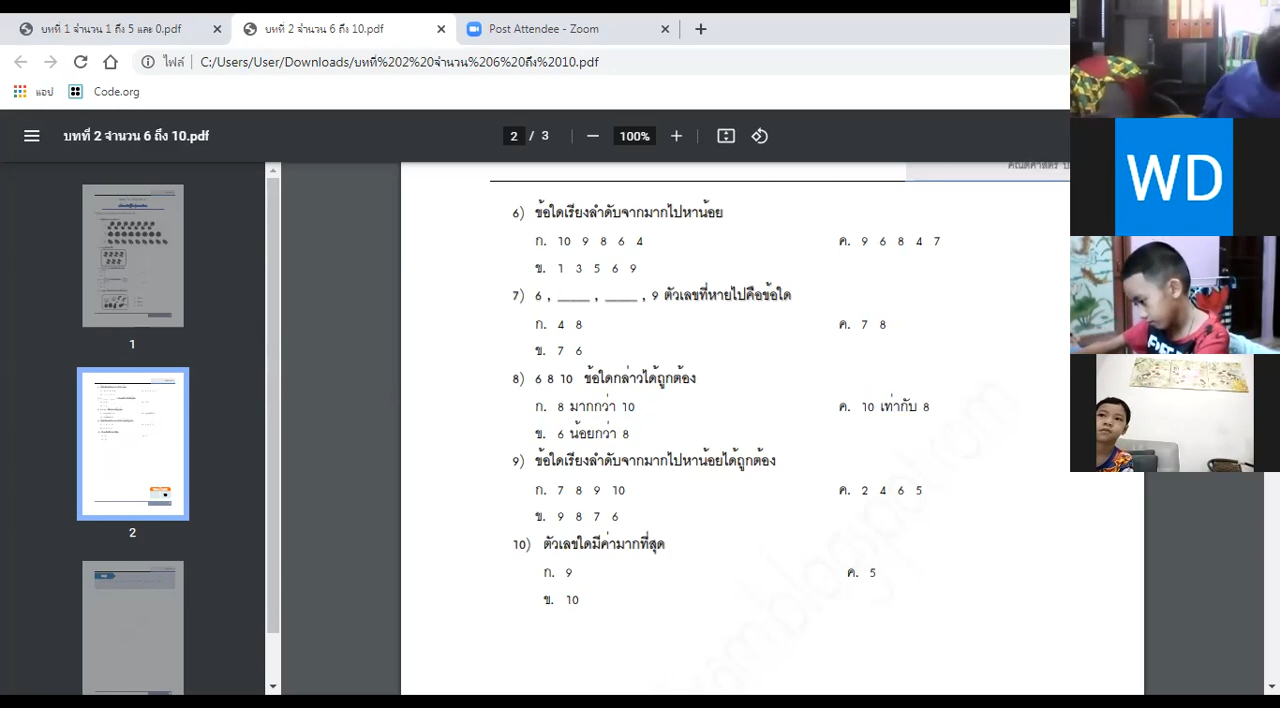 บทที่ 1 จำนวน 1 ถึง 5 และ 0.pdf
บทที่ 2 จำนวน 6 ถึง 10.pdf
Post Attendee - Zoom
ไฟล์ C:/Users/User/Downloads/บทที่%202%20จำนวน%206%20ถึง%2010.pdf
แอป Code.org
บทที่ 2 จำนวน 6 ถึง 10.pdf
2 / 3
100%
WD
1
2
6) ข้อใดเรียงลำดับจากมากไปหาน้อย
ก. 10 9 8 6 4 ค. 9 6 8 4 7
ข. 1 3 5 6 9
7) 6 , ____ , ____ , 9 ตัวเลขที่หายไปคือข้อใด
ก. 4 8 ค. 7 8
ข. 7 6
8) 6 8 10 ข้อใดกล่าวได้ถูกต้อง
ก. 8 มากกว่า 10 ค. 10 เท่ากับ 8
ข. 6 น้อยกว่า 8
9) ข้อใดเรียงลำดับจากมากไปหาน้อยได้ถูกต้อง
ก. 7 8 9 10 ค. 2 4 6 5
ข. 9 8 7 6
10) ตัวเลขใดมีค่ามากที่สุด
ก. 9 ค. 5
ข. 10